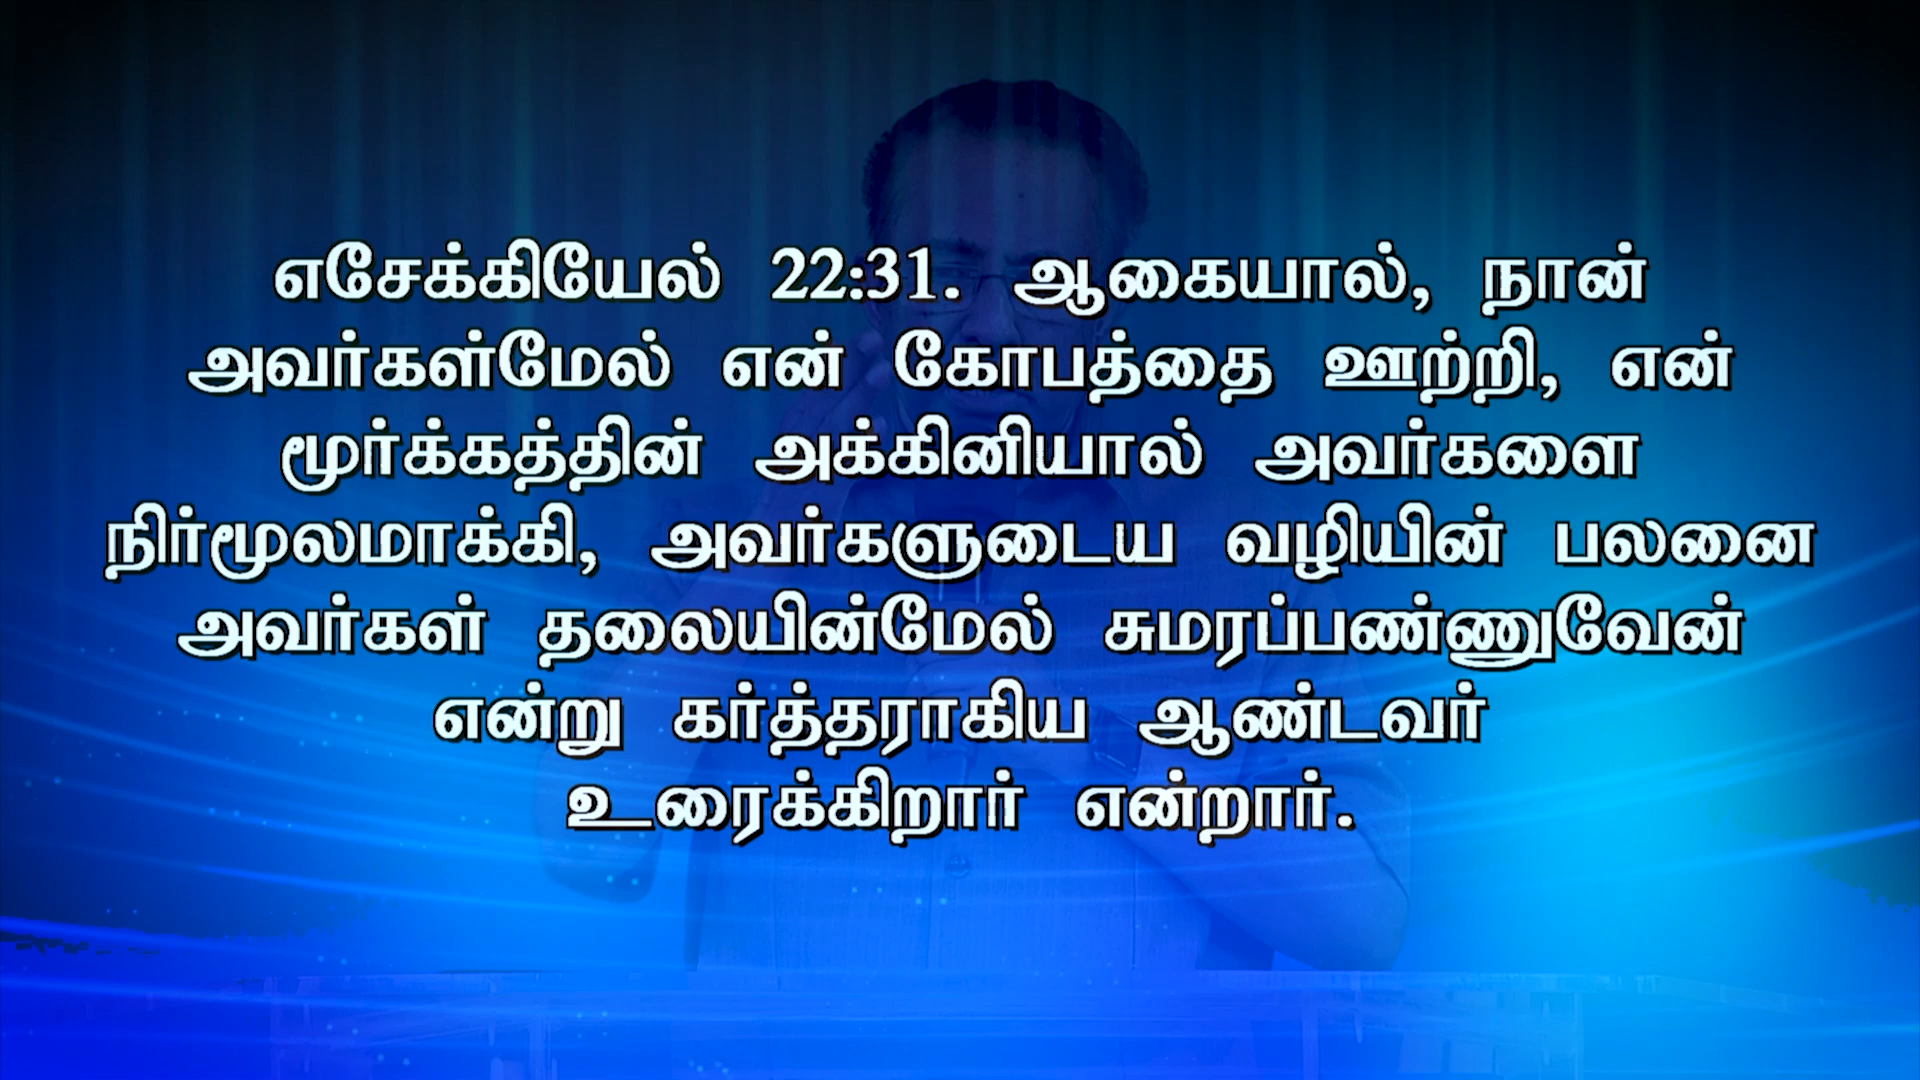 எசேக்கியேல் 22:31. ஆகையால், நான்
அவர்கள்மேல் என் கோபத்தை ஊற்றி, என்
மூர்க்கத்தின் அக்கினியால் அவர்களை
நிர்மூலமாக்கி, அவர்களுடைய வழியின் பலனை
அவர்கள் தலையின்மேல் சுமரப்பண்ணுவேன்
என்று கர்த்தராகிய ஆண்டவர்
உரைக்கிறார் என்றார்.